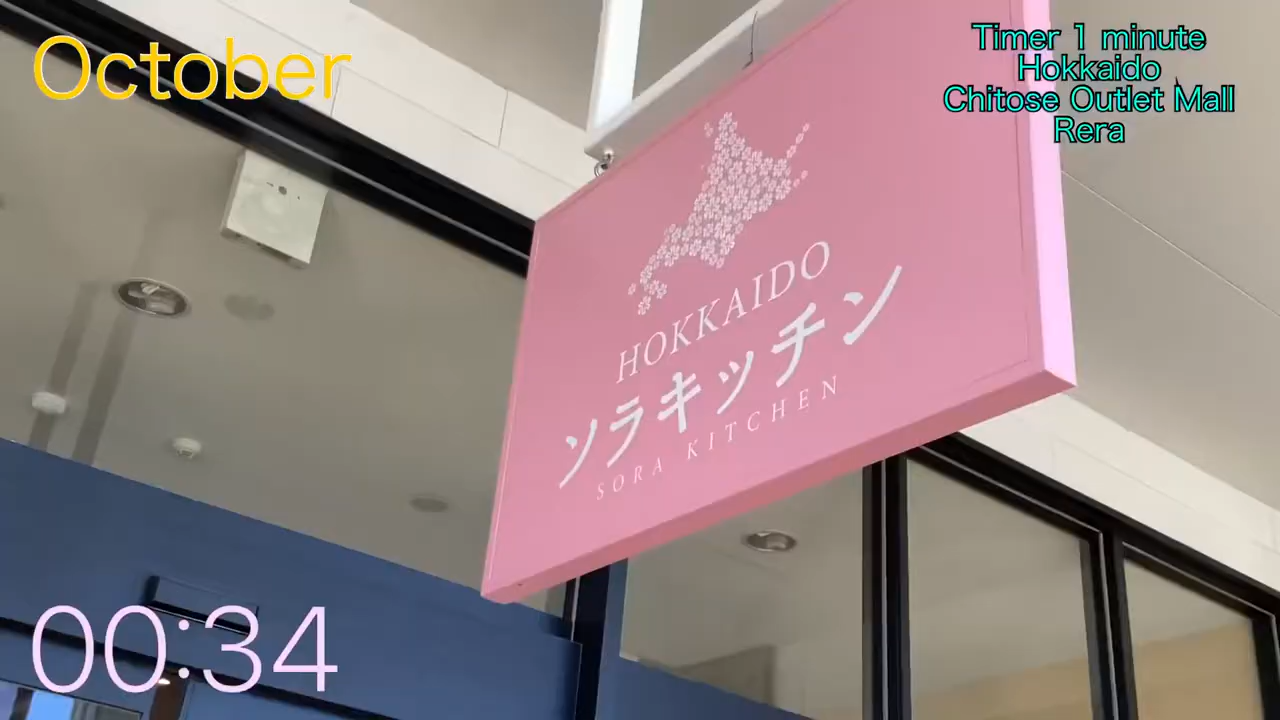 October
Timer 1 minute
Hokkaido
Chitose Outlet Mall
Rera
HOKKAIDO
ソラキッチン
SORA KITCHEN
00:34